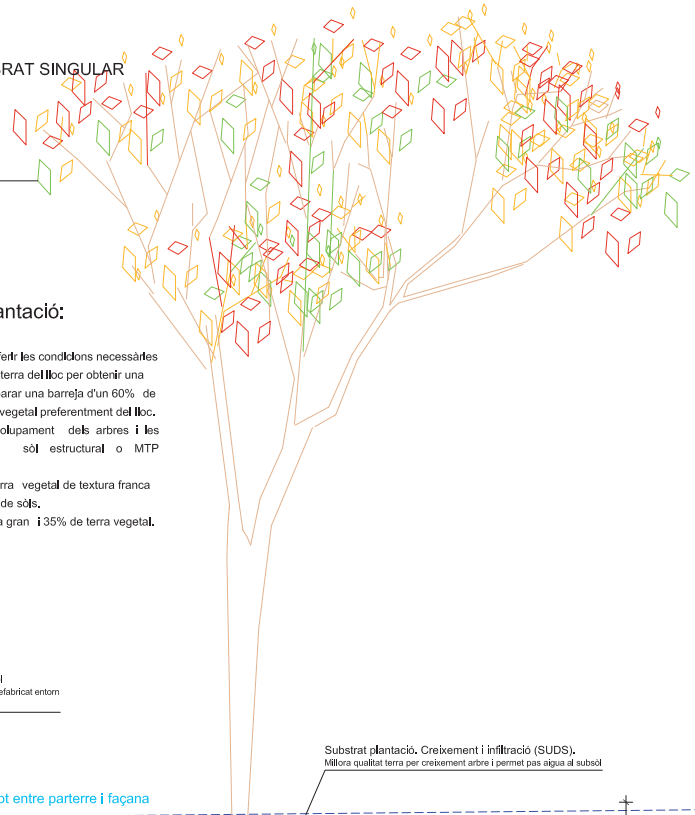 BRAT SINGULAR
antació:
ferir les condicions necessàries
terra del lloc per obtenir una
parar una barreja d'un 60% de
vegetal preferentment del lloc.
olupament dels arbres i les
sòl estructural o MTP
rra vegetal de textura franca
de sòls.
a gran i 35% de terra vegetal.
l
efabricat entorn
Substrat plantació. Creixement i infiltració (SUDS).
Millora qualitat terra per creixement arbre i permet pas aigua al subsòl
ot entre parterre i façana